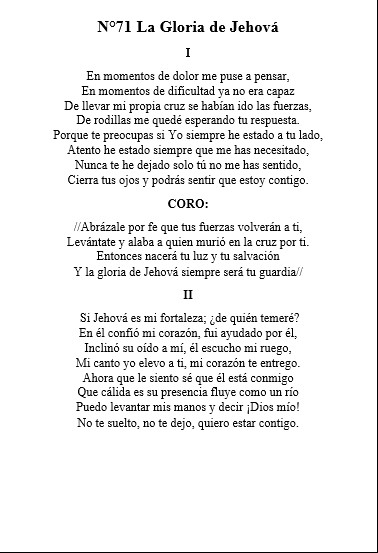 N°71 La Gloria de Jehová
I
En momentos de dolor me puse a pensar,
En momentos de dificultad ya no era capaz
De llevar mi propia cruz se habían ido las fuerzas,
De rodillas me quedé esperando tu respuesta.
Porque te preocupas si Yo siempre he estado a tu lado,
Atento he estado siempre que me has necesitado,
Nunca te he dejado solo tú no me has sentido,
Cierra tus ojos y podrás sentir que estoy contigo.
CORO:
//Abrázale por fe que tus fuerzas volverán a ti,
Levántate y alaba a quien murió en la cruz por ti.
Entonces nacerá tu luz y tu salvación
Y la gloria de Jehová siempre será tu guardia//
II
Si Jehová es mi fortaleza; ¿de quién temeré?
En él confió mi corazón, fui ayudado por él,
Inclinó su oído a mí, él escucho mi ruego,
Mi canto yo elevo a ti, mi corazón te entrego.
Ahora que le siento sé que él está conmigo
Que cálida es su presencia fluye como un río
Puedo levantar mis manos y decir ¡Dios mío!
No te suelto, no te dejo, quiero estar contigo.